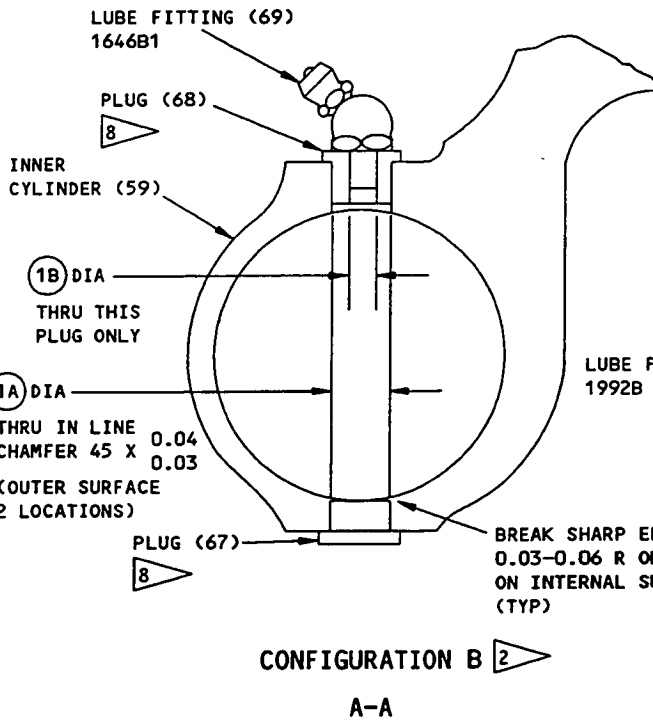 LUBE FITTING (69)
1646B1
PLUG (68)
8
INNER
CYLINDER (59)
1B DIA
THRU THIS
PLUG ONLY
LUBE F
1992B
1A DIA
THRU IN LINE
CHAMFER 45 X 0.04
0.03
(OUTER SURFACE
2 LOCATIONS)
PLUG (67)
8
BREAK SHARP
0.03-0.06 R
ON INTERNAL
(TYP)
CONFIGURATION B 2
A-A